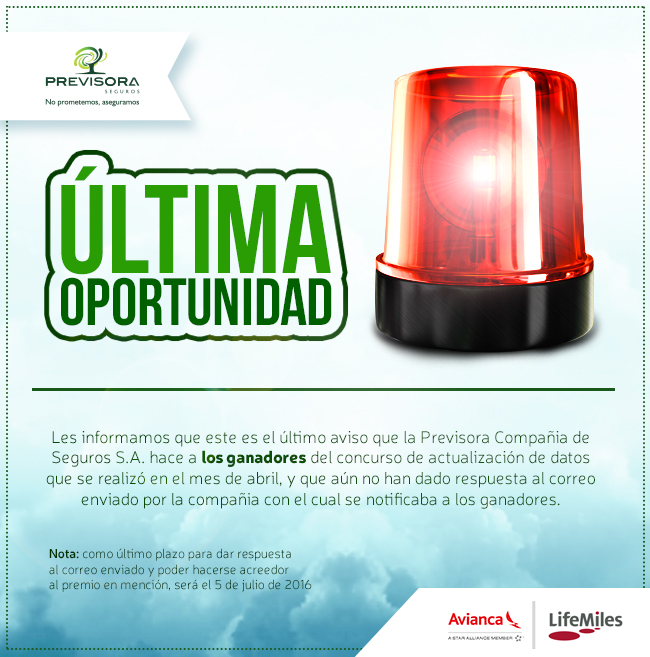 PREVISORA
SEGUROS
No prometemos, aseguramos
ÚLTIMA
OPORTUNIDAD
Les informamos que este es el último aviso que la Previsora Compañia de
Seguros S.A. hace a los ganadores del concurso de actualización de datos
que se realizó en el mes de abril, y que aún no han dado respuesta al correo
enviado por la compañia con el cual se notificaba a los ganadores.
Nota: como último plazo para dar respuesta
al correo enviado y poder hacerse acreedor
al premio en mención, será el 5 de julio de 2016
Avianca
A STAR ALLIANCE MEMBER
LifeMiles